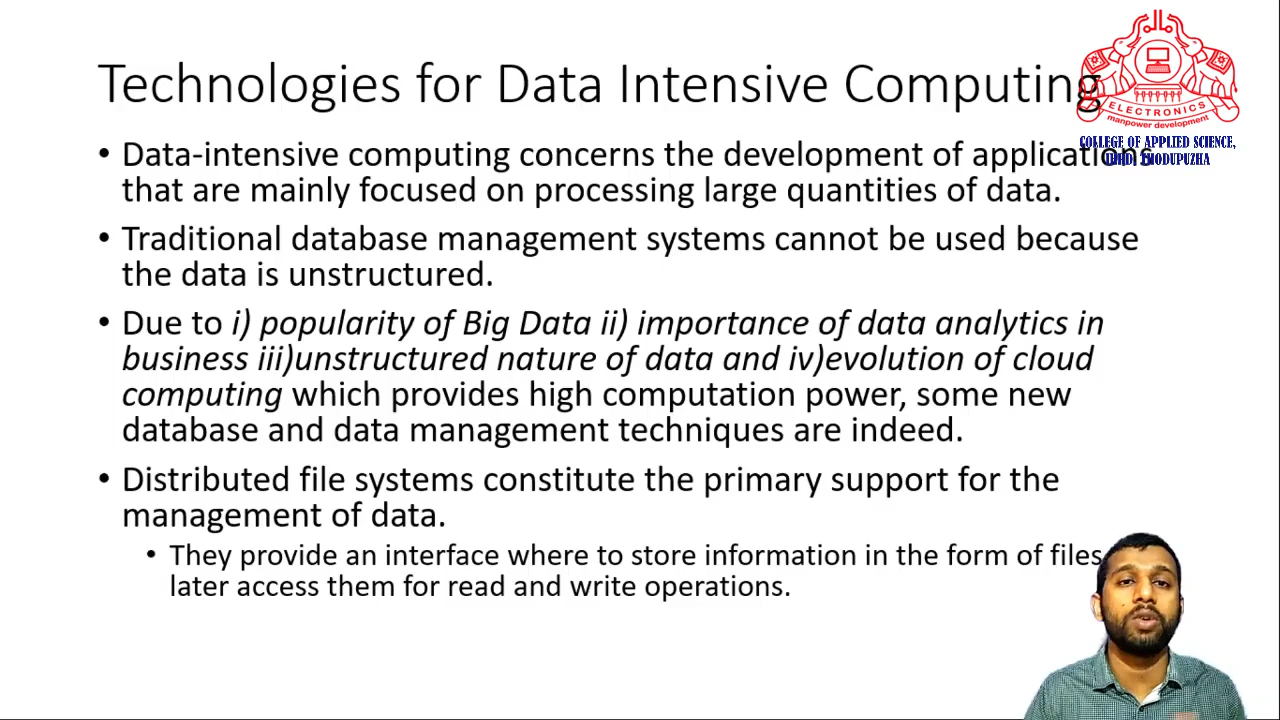 Technologies for Data Intensive Computing
ELECTRONICS
manpower development
COLLEGE OF APPLIED SCIENCE,
• Data-intensive computing concerns the development of applications
that are mainly focused on processing large quantities of data.
• Traditional database management systems cannot be used because
the data is unstructured.
• Due to i) popularity of Big Data ii) importance of data analytics in
business iii)unstructured nature of data and iv)evolution of cloud
computing which provides high computation power, some new
database and data management techniques are indeed.
• Distributed file systems constitute the primary support for the
management of data.
• They provide an interface where to store information in the form of files
later access them for read and write operations.